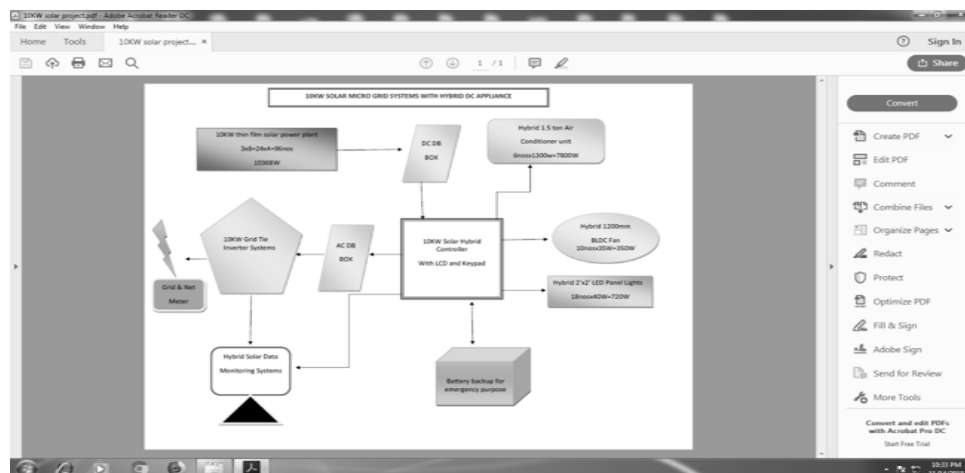 10KW solar project.pdf - Adobe Acrobat Reader DC
File Edit View Window Help
Home Tools 10KW solar project... × Sign In
1 / 1 Share
10KW SOLAR MICRO GRID SYSTEMS WITH HYBRID DC APPLIANCE
10KW thin film solar power plant
3x8=24x4=96nos
10368W
DC DB
BOX
Hybrid 1.5 ton Air
Conditioner unit
6nosx1300w=7800W
10KW Grid Tie
Inverter Systems
AC DB
BOX
10KW Solar Hybrid
Controller
With LCD and Keypad
Hybrid 1200mm
BLDC Fan
10nosx35W=350W
Grid & Net
Meter
Hybrid 2'x2' LED Panel Lights
18nosx40W=720W
Hybrid Solar Data
Monitoring Systems
Battery backup for
emergency purpose
Convert
Create PDF
Edit PDF
Comment
Combine Files
Organize Pages
Redact
Protect
Optimize PDF
Fill & Sign
Adobe Sign
Send for Review
More Tools
Convert and edit PDFs
with Acrobat Pro DC
Start Free Trial
10:33 PM